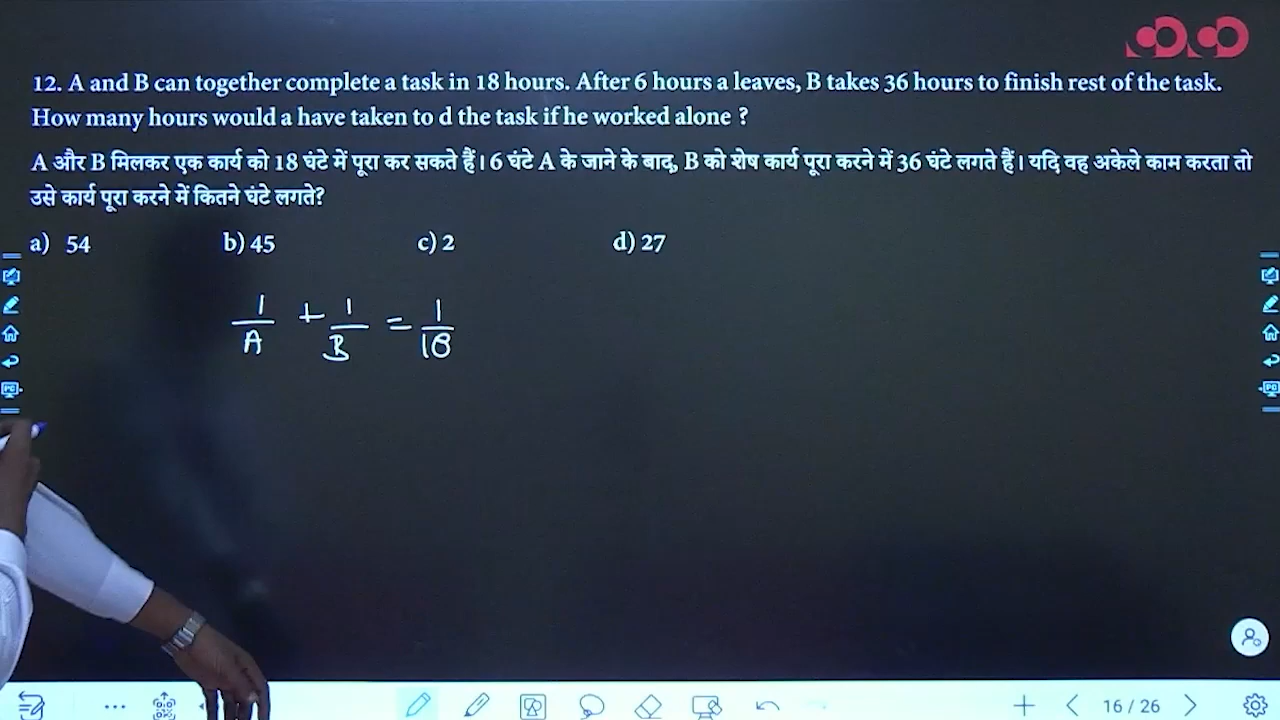 12. A and B can together complete a task in 18 hours. After 6 hours a leaves, B takes 36 hours to finish rest of the task.
How many hours would a have taken to d the task if he worked alone ?
A और B मिलकर एक कार्य को 18 घंटे में पूरा कर सकते हैं। 6 घंटे A के जाने के बाद, B को शेष कार्य पूरा करने में 36 घंटे लगते हैं। यदि वह अकेले काम करता तो
उसे कार्य पूरा करने में कितने घंटे लगते?
a) 54 b) 45 c) 2 d) 27
1/A + 1/B = 1/18
16 / 26